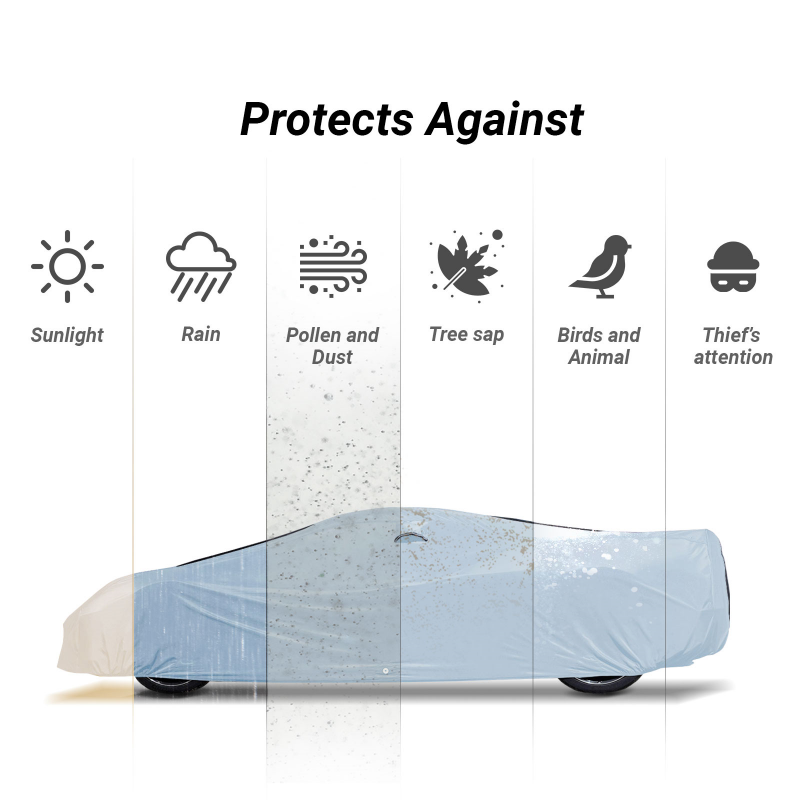 Protects Against
Sunlight
Rain
Pollen and
Dust
Tree sap
Birds and
Animal
Thief's
attention